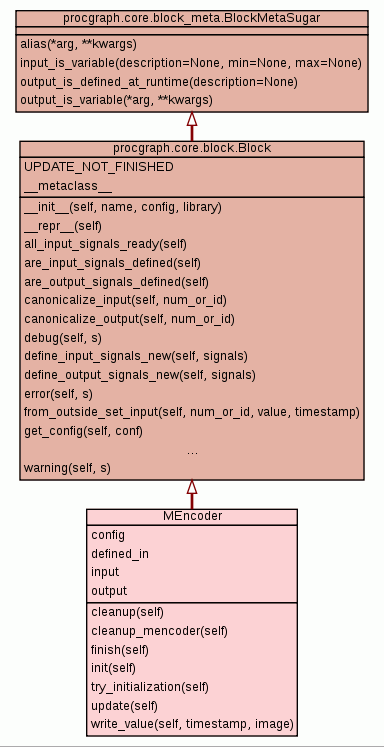 procgraph.core.block_meta.BlockMetaSugar
alias(*arg, **kwargs)
input_is_variable(description=None, min=None, max=None)
output_is_defined_at_runtime(description=None)
output_is_variable(*arg, **kwargs)
procgraph.core.block.Block
UPDATE_NOT_FINISHED
__metaclass__
__init__(self, name, config, library)
__repr__(self)
all_input_signals_ready(self)
are_input_signals_defined(self)
are_output_signals_defined(self)
canonicalize_input(self, num_or_id)
canonicalize_output(self, num_or_id)
debug(self, s)
define_input_signals_new(self, signals)
define_output_signals_new(self, signals)
error(self, s)
from_outside_set_input(self, num_or_id, value, timestamp)
get_config(self, conf)
...
warning(self, s)
MEncoder
config
defined_in
input
output
cleanup(self)
cleanup_mencoder(self)
finish(self)
init(self)
try_initialization(self)
update(self)
write_value(self, timestamp, image)